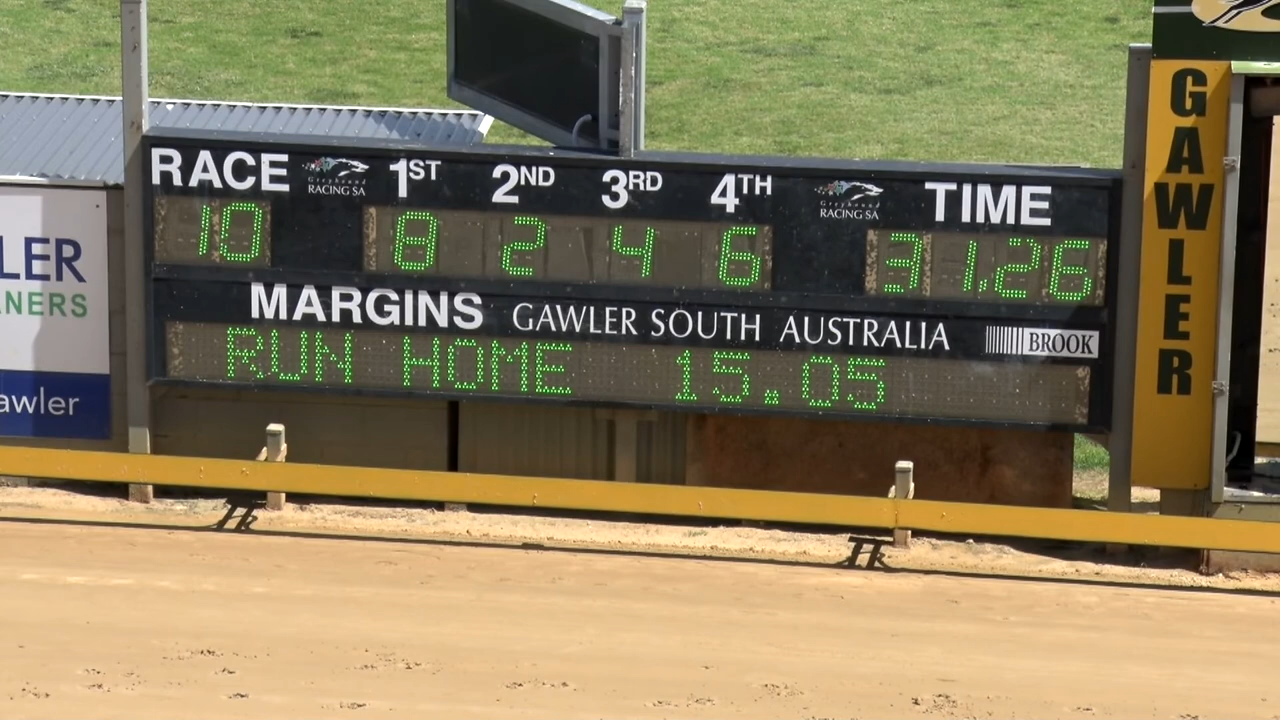 GAWLER
RACE 1ST 2ND 3RD 4TH TIME
Greyhound RACING SA
Greyhound RACING SA
10 8 2 4 6 31.26
MARGINS GAWLER SOUTH AUSTRALIA BROOK
RUN HOME 15.05
LER
NERS
awler